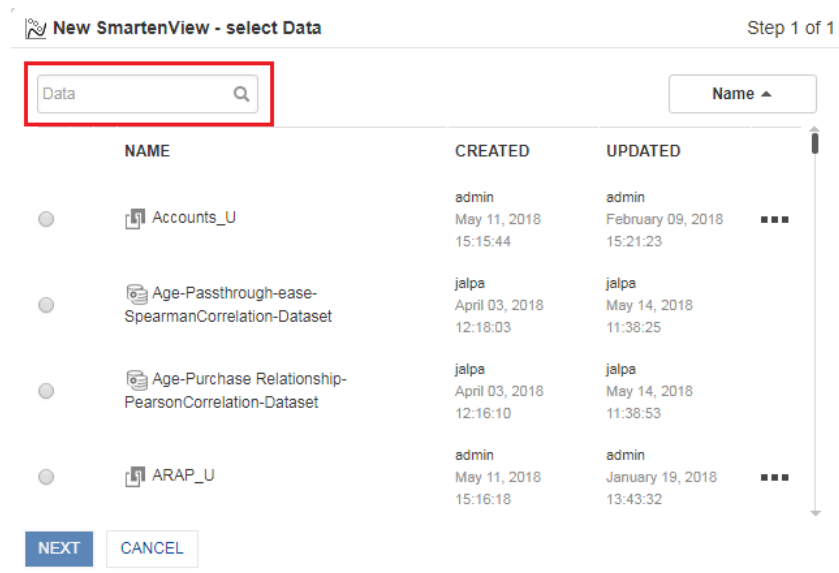 New SmartenView - select Data
Step 1 of 1
Data
Name
NAME CREATED UPDATED
Accounts_U
admin
May 11, 2018
15:15:44
admin
February 09, 2018
15:21:23
Age-Passthrough-ease-
SpearmanCorrelation-Dataset
jalpa
April 03, 2018
12:18:03
jalpa
May 14, 2018
11:38:25
Age-Purchase Relationship-
PearsonCorrelation-Dataset
jalpa
April 03, 2018
12:16:10
jalpa
May 14, 2018
11:38:53
ARAP_U
admin
May 11, 2018
15:16:18
admin
January 19, 2018
13:43:32
NEXT CANCEL